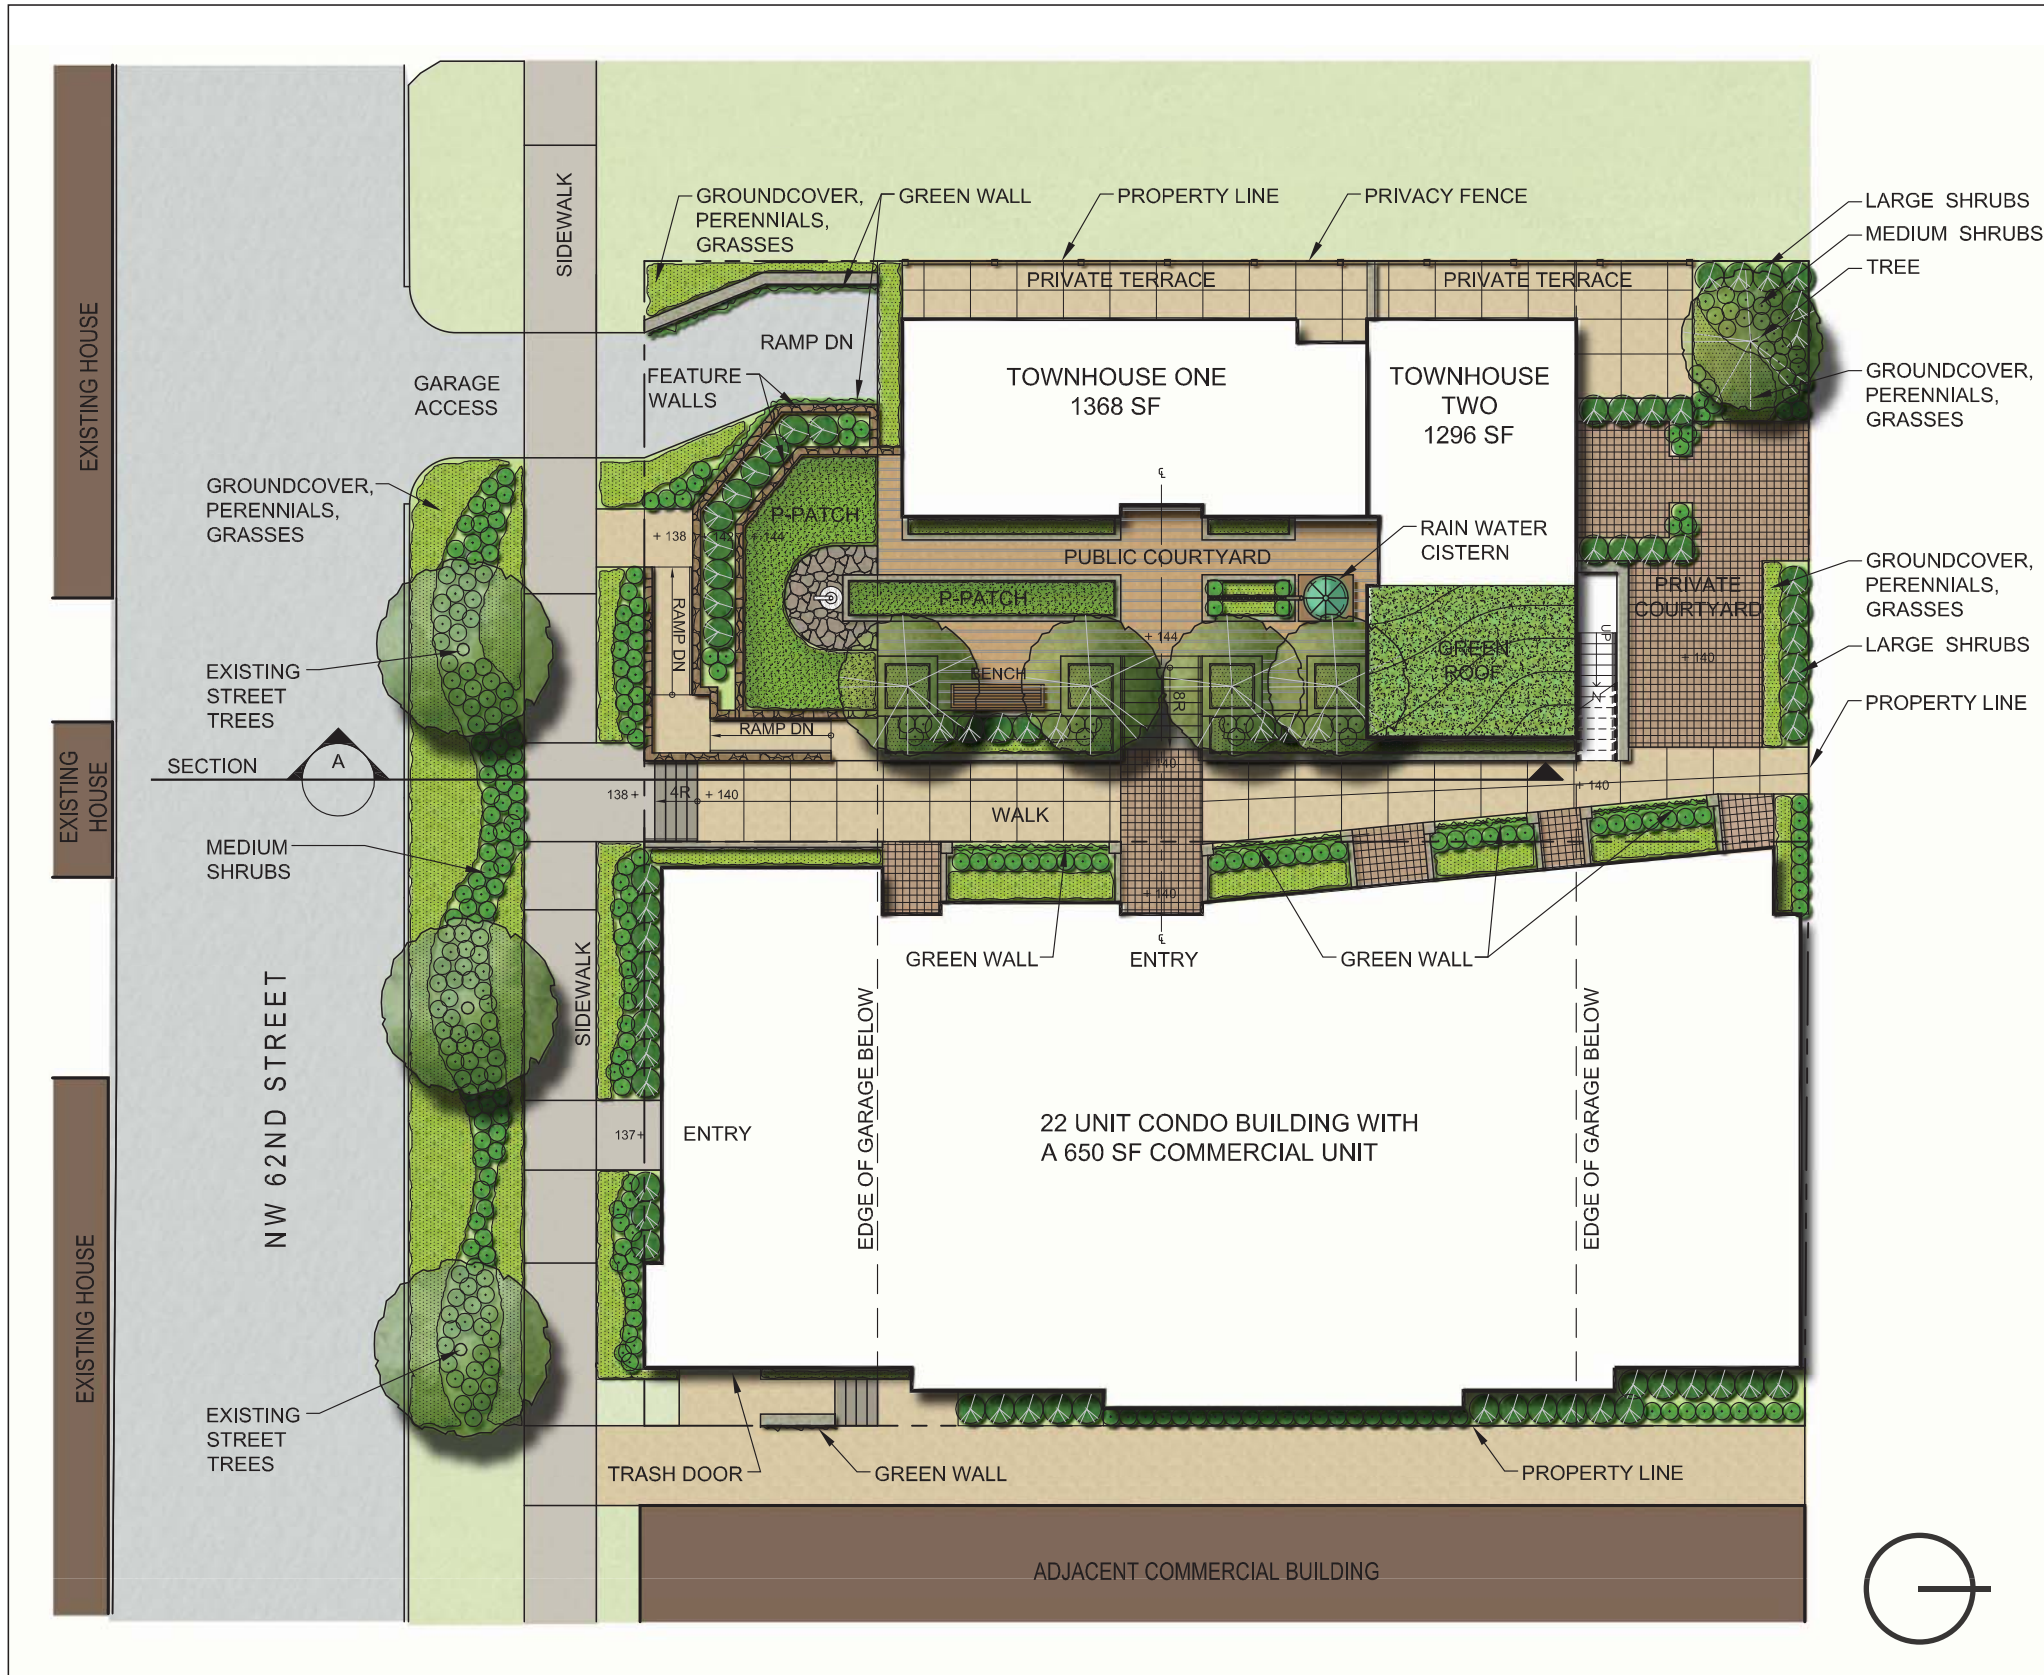 GROUNDCOVER,
PERENNIALS,
GRASSES
GREEN WALL
PROPERTY LINE
PRIVACY FENCE
LARGE SHRUBS
MEDIUM SHRUBS
TREE
SIDEWALK
PRIVATE TERRACE
PRIVATE TERRACE
RAMP DN
GARAGE
ACCESS
FEATURE
WALLS
TOWNHOUSE ONE
1368 SF
TOWNHOUSE
TWO
1296 SF
GROUNDCOVER,
PERENNIALS,
GRASSES
EXISTING HOUSE
GROUNDCOVER,
PERENNIALS,
GRASSES
P-PATCH
+ 138
+ 142
+ 144
PUBLIC COURTYARD
RAIN WATER
CISTERN
GROUNDCOVER,
PERENNIALS,
GRASSES
PRIVATE
COURTYARD
P-PATCH
RAMP DN
+ 144
UP
GREEN
ROOF
LARGE SHRUBS
+ 140
EXISTING
STREET
TREES
BENCH
8R
PROPERTY LINE
RAMP DN
SECTION
A
+ 140
+ 140
138 +
4R
+ 140
WALK
EXISTING
HOUSE
MEDIUM
SHRUBS
+ 140
GREEN WALL
ENTRY
GREEN WALL
SIDEWALK
NW 62ND STREET
EDGE OF GARAGE BELOW
EDGE OF GARAGE BELOW
137 +
ENTRY
22 UNIT CONDO BUILDING WITH
A 650 SF COMMERCIAL UNIT
EXISTING HOUSE
EXISTING
STREET
TREES
TRASH DOOR
GREEN WALL
PROPERTY LINE
ADJACENT COMMERCIAL BUILDING